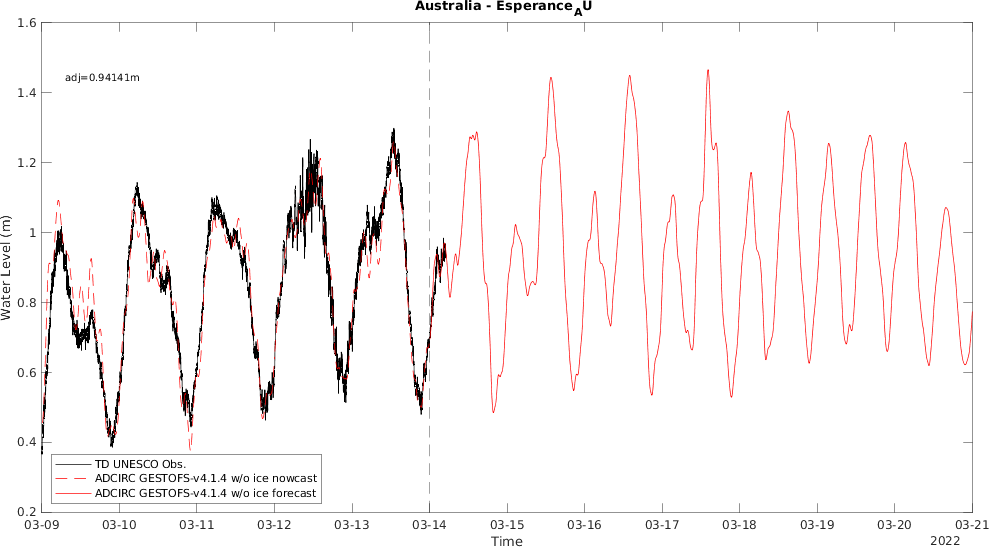 Australia - Esperance_AU
1.6
adj=0.94141m
1.4
1.2
1
0.8
0.6
0.4
0.2
Water Level (m)
TD UNESCO Obs.
ADCIRC GESTOFS-v4.1.4 w/o ice nowcast
ADCIRC GESTOFS-v4.1.4 w/o ice forecast
03-09 03-10 03-11 03-12 03-13 03-14 03-15 03-16 03-17 03-18 03-19 03-20 03-21
Time
2022